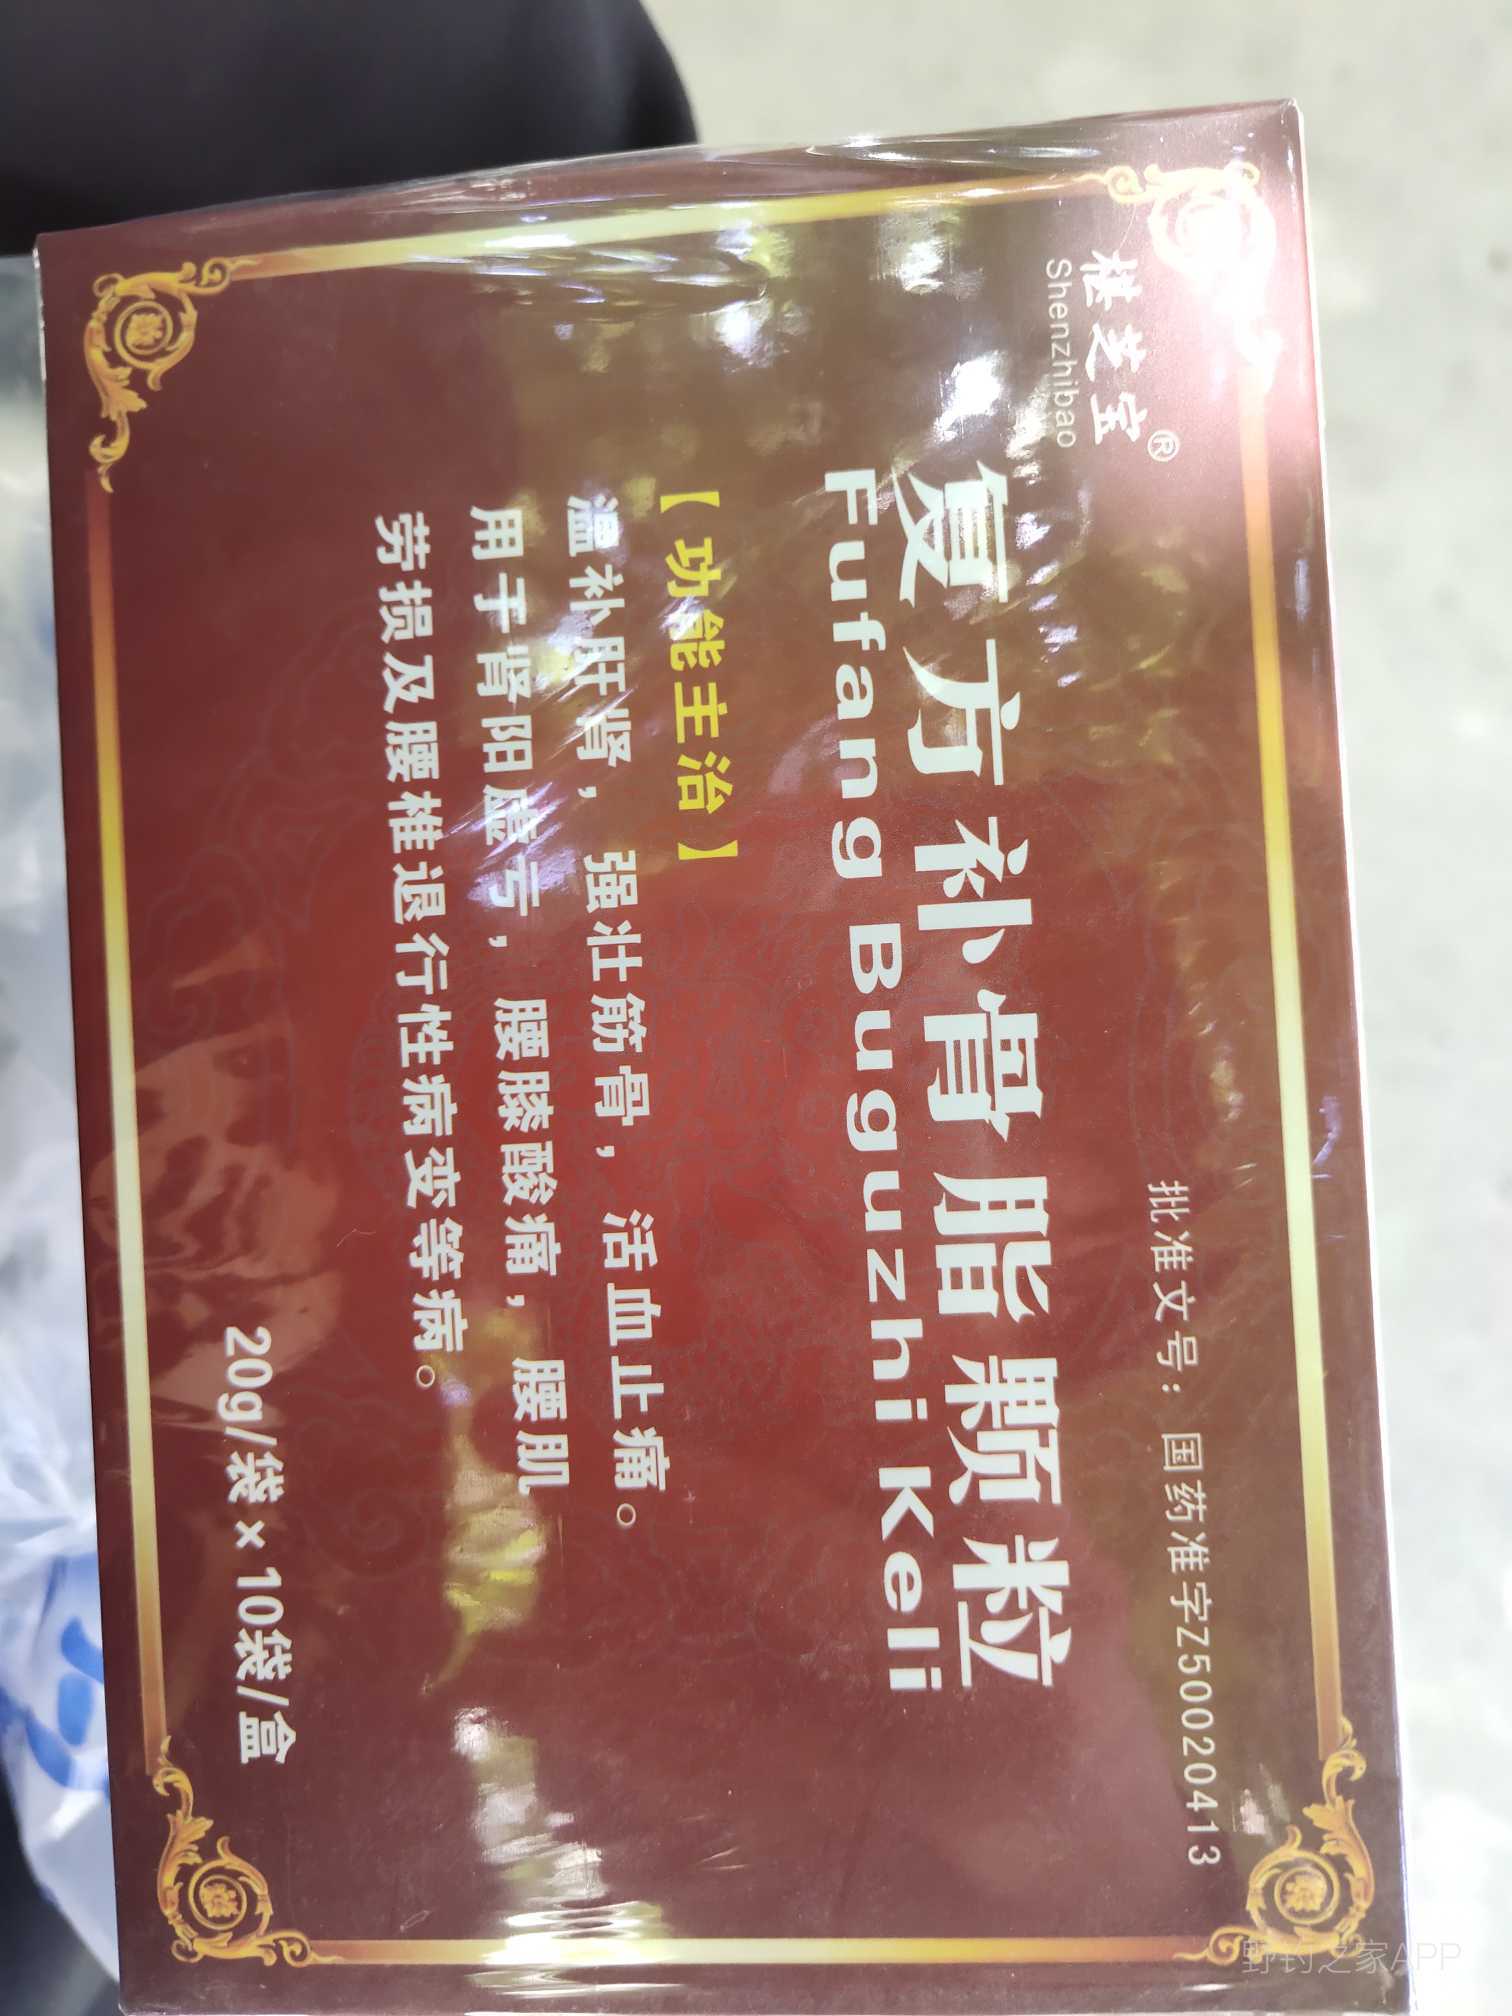 Shenzhibao
®
批准文号：国药准字Z50020413
复方补骨脂颗粒
Fufang Buguzhi Keli
【功能主治】
温补肝肾，强壮筋骨，活血止痛。
用于肾阳虚亏，腰膝酸痛，腰肌
劳损及腰椎退行性病变等病。
20g/袋×10袋/盒
野钓之家APP